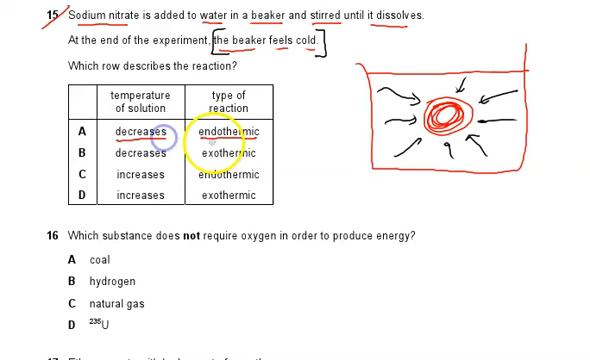 15 Sodium nitrate is added to water in a beaker and stirred until it dissolves.
At the end of the experiment, the beaker feels cold.
Which row describes the reaction?
temperature of solution type of reaction
A decreases endothermic
B decreases exothermic
C increases endothermic
D increases exothermic
16 Which substance does not require oxygen in order to produce energy?
A coal
B hydrogen
C natural gas
D ²³⁵U